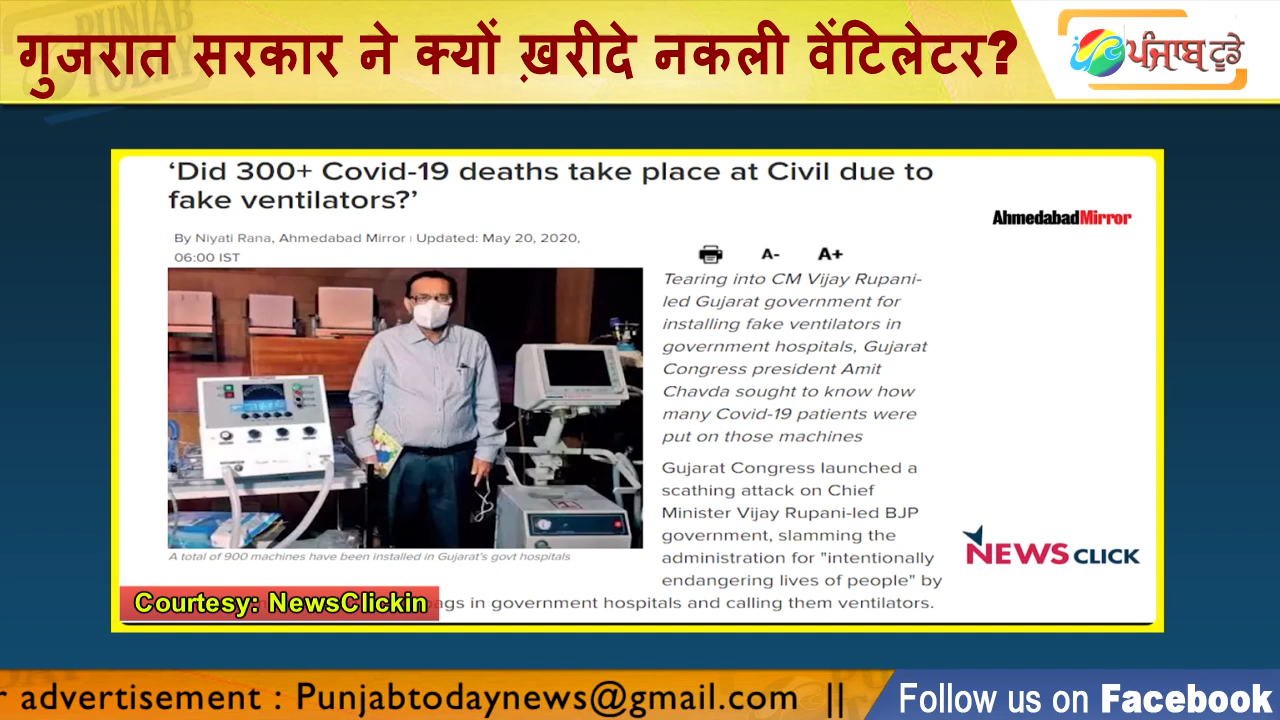 गुजरात सरकार ने क्यों ख़रीदे नकली वेंटिलेटर?
ਪੰਜਾਬ ਟੂਡੇ
‘Did 300+ Covid-19 deaths take place at Civil due to
fake ventilators?’
AhmedabadMirror
By Niyati Rana, Ahmedabad Mirror | Updated: May 20, 2020,
06:00 IST
A- A+
Tearing into CM Vijay Rupani-
led Gujarat government for
installing fake ventilators in
government hospitals, Gujarat
Congress president Amit
Chavda sought to know how
many Covid-19 patients were
put on those machines
A total of 900 machines have been installed in Gujarat's govt hospitals
Gujarat Congress launched a
scathing attack on Chief
Minister Vijay Rupani-led BJP
government, slamming the
administration for "intentionally
endangering lives of people" by
NEWS CLICK
Courtesy: NewsClickin
bags in government hospitals and calling them ventilators.
r advertisement : Punjabtodaynews@gmail.com ||
Follow us on Facebook